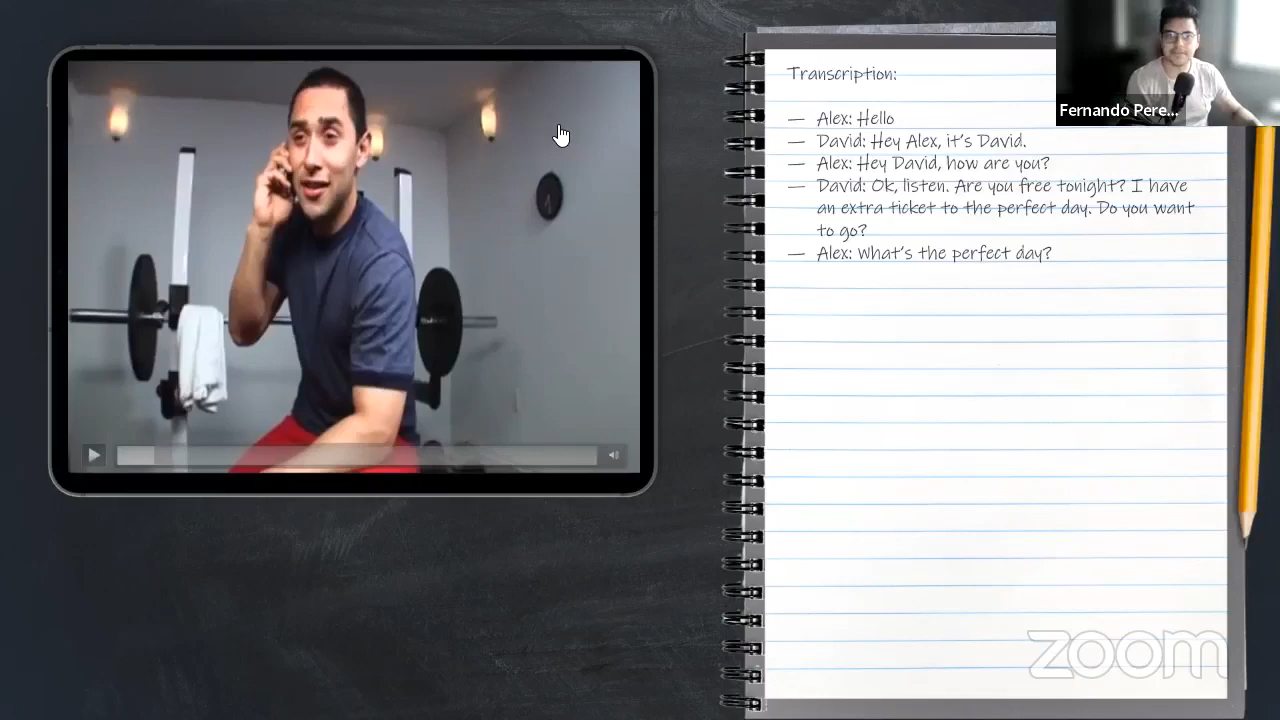 Transcription:
Fernando Pere...
— Alex: Hello
— David: Hey Alex, it's David.
— Alex: Hey David, how are you?
— David: Ok, listen. Are you free tonight? I have
an extra ticket to the perfect day. Do you want
to go?
— Alex: What's the perfect day?
zoom